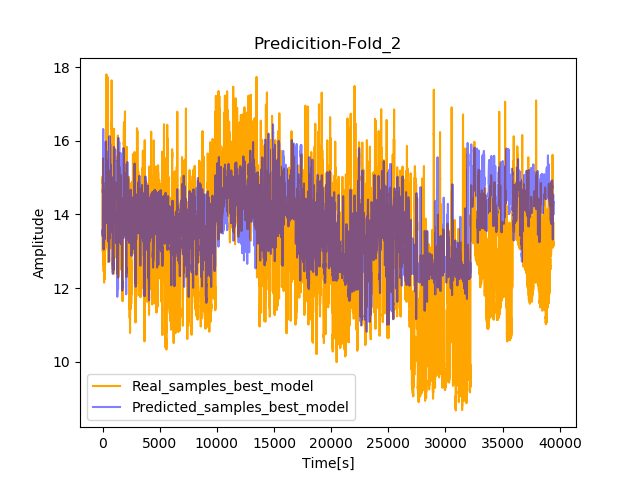 Predicition-Fold_2
18
16
14
12
10
Amplitude
Real_samples_best_model
Predicted_samples_best_model
0 5000 10000 15000 20000 25000 30000 35000 40000
Time[s]